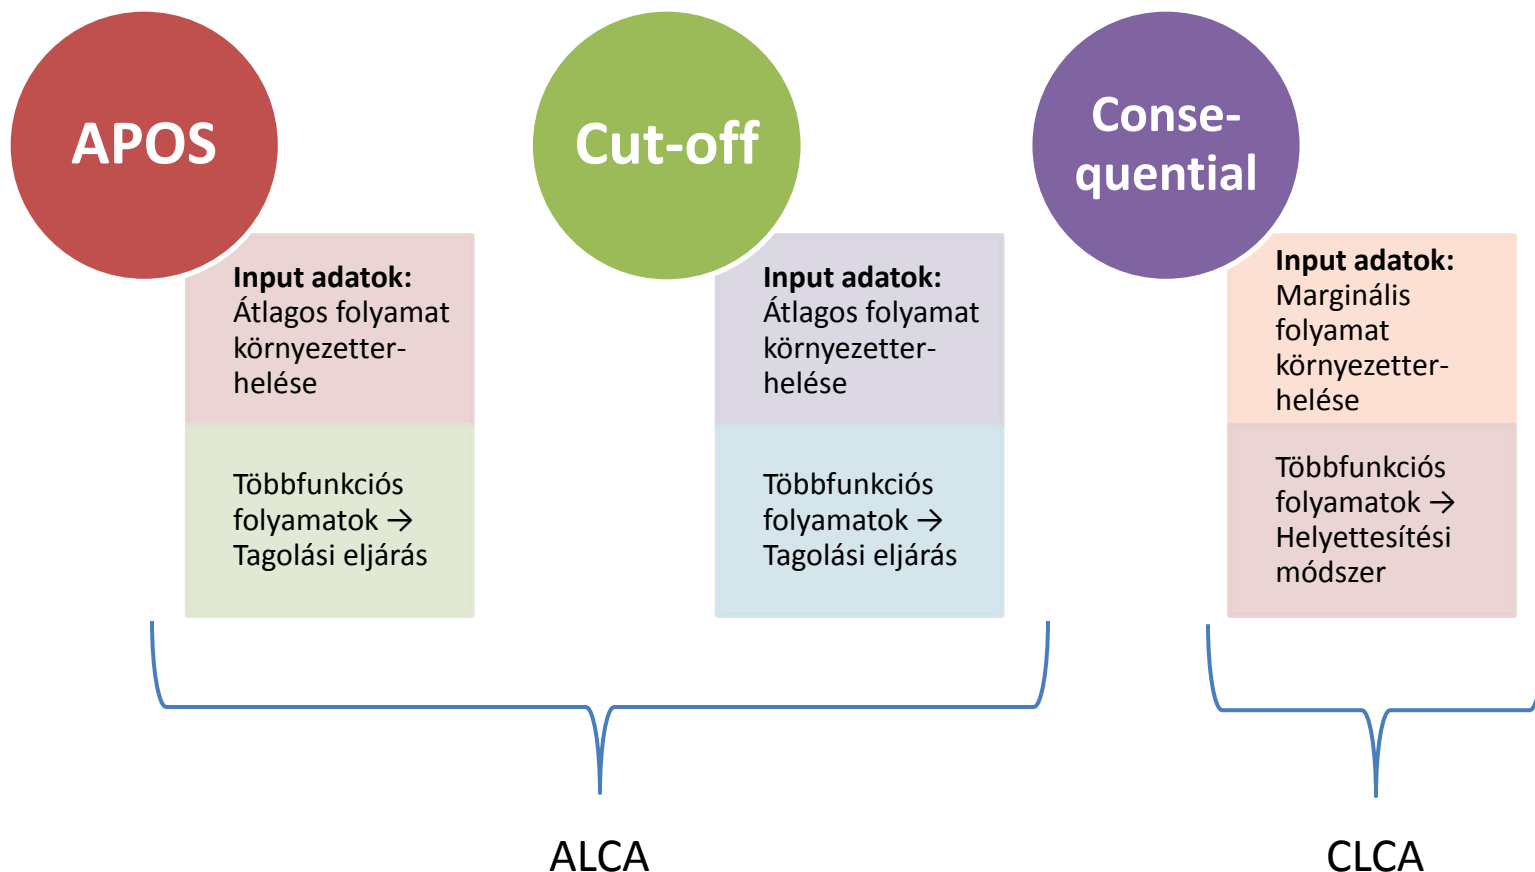 APOS
Input adatok:
Átlagos folyamat
környezetter-
helése
Többfunkciós
folyamatok →
Tagolási eljárás
Cut-off
Input adatok:
Átlagos folyamat
környezetter-
helése
Többfunkciós
folyamatok →
Tagolási eljárás
Conse-
quential
Input adatok:
Marginális
folyamat
környezetter-
helése
Többfunkciós
folyamatok →
Helyettesítési
módszer
ALCA
CLCA